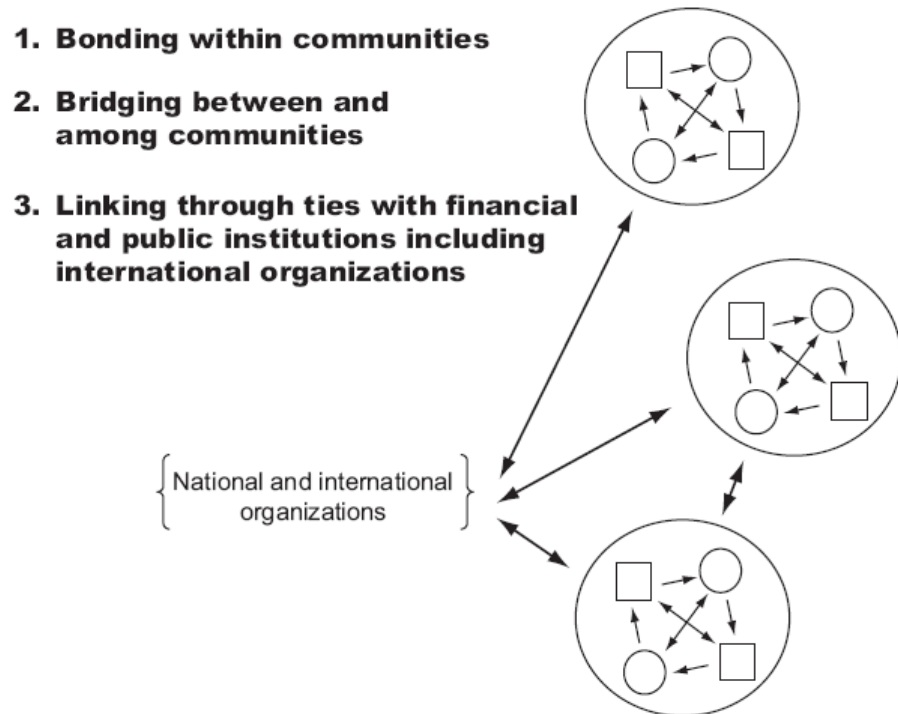 1. Bonding within communities
2. Bridging between and
among communities
3. Linking through ties with financial
and public institutions including
international organizations
National and international
organizations